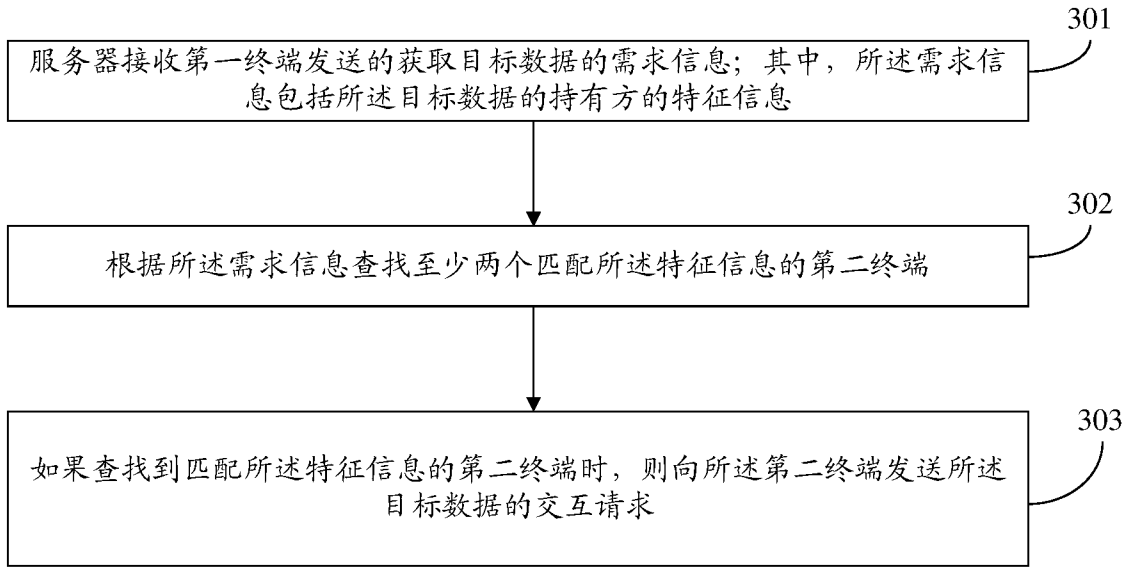 301
服务器接收第一终端发送的获取目标数据的需求信息；其中，所述需求信
息包括所述目标数据的持有方的特征信息
302
根据所述需求信息查找至少两个匹配所述特征信息的第二终端
303
如果查找到匹配所述特征信息的第二终端时，则向所述第二终端发送所述
目标数据的交互请求